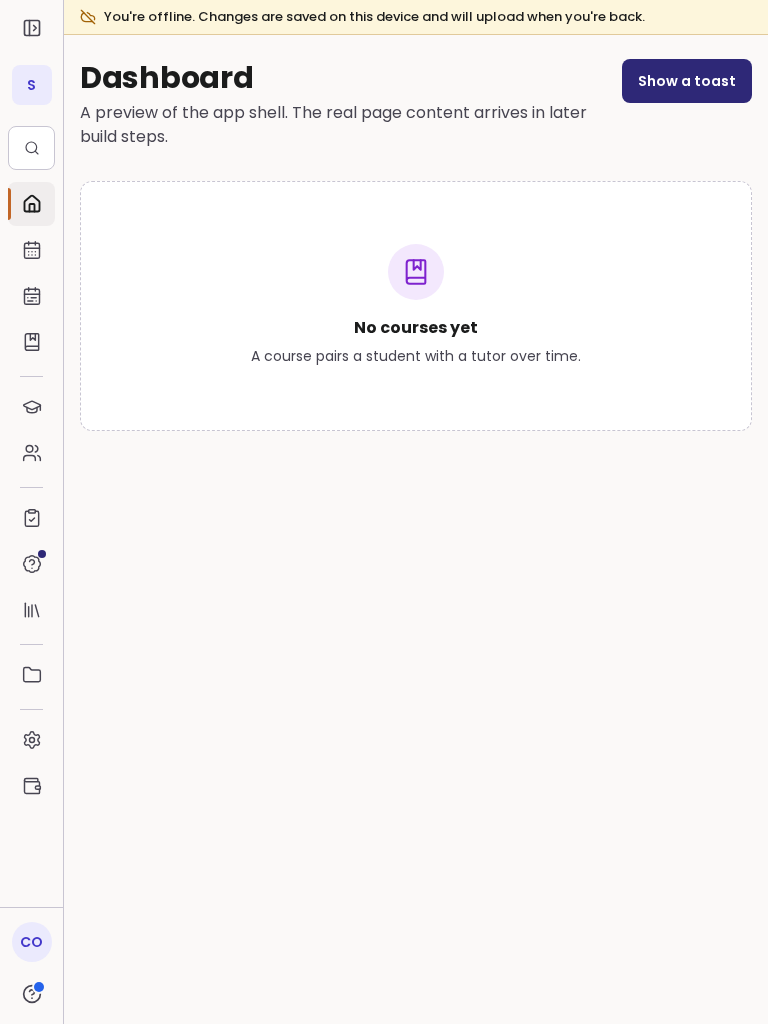 You're offline. Changes are saved on this device and will upload when you're back.
S
Dashboard
Show a toast
A preview of the app shell. The real page content arrives in later
build steps.
No courses yet
A course pairs a student with a tutor over time.
CO